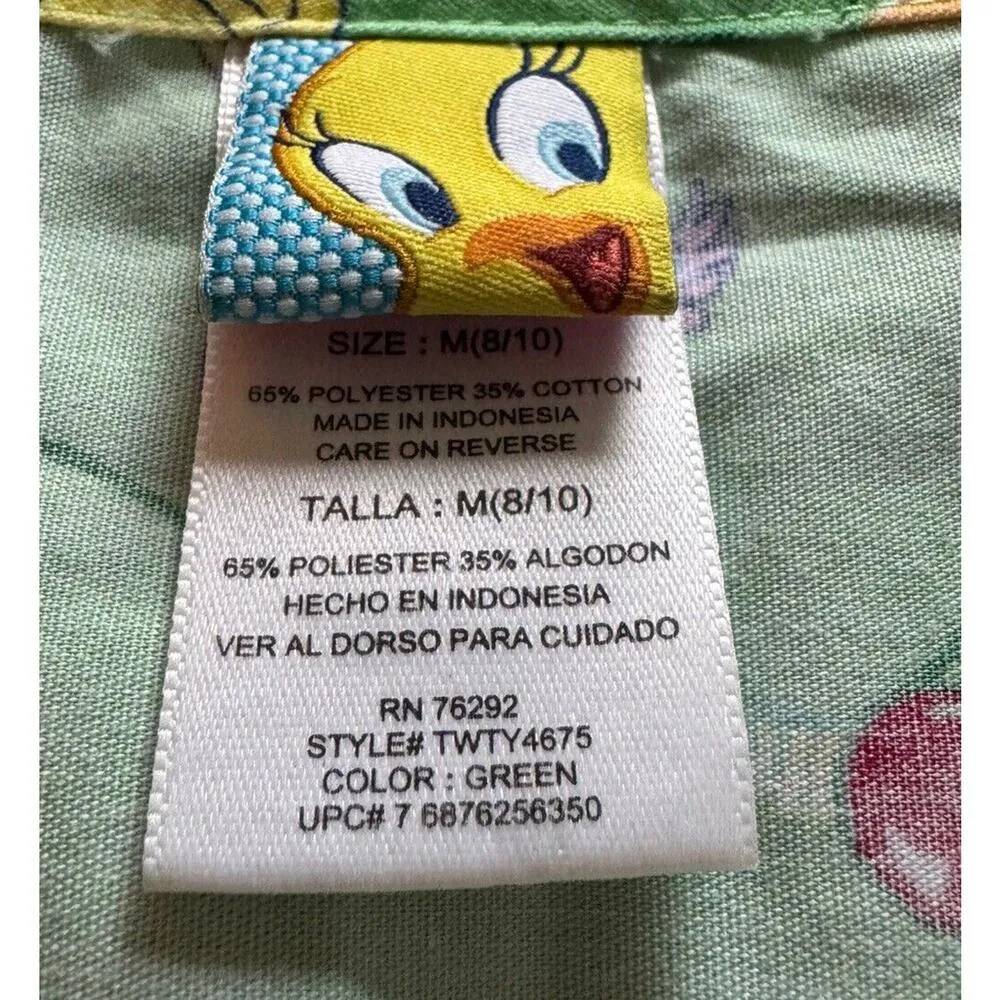 SIZE : M(8/10)
65% POLYESTER 35% COTTON
MADE IN INDONESIA
CARE ON REVERSE
TALLA : M(8/10)
65% POLIESTER 35% ALGODON
HECHO EN INDONESIA
VER AL DORSO PARA CUIDADO
RN 76292
STYLE# TWTY4675
COLOR : GREEN
UPC# 7 6876256350